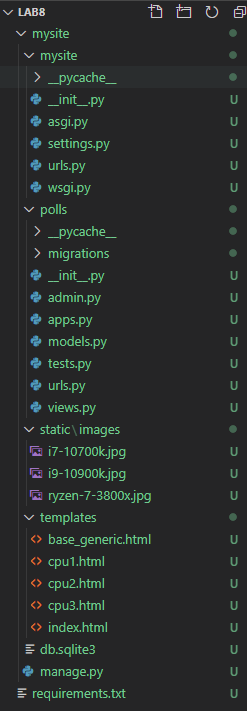 LAB8
mysite
mysite
__pycache__
__init__.py U
asgi.py U
settings.py U
urls.py U
wsgi.py U
polls
__pycache__
migrations
__init__.py U
admin.py U
apps.py U
models.py U
tests.py U
urls.py U
views.py U
static\images
i7-10700k.jpg U
i9-10900k.jpg U
ryzen-7-3800x.jpg U
templates
base_generic.html U
cpu1.html U
cpu2.html U
cpu3.html U
index.html U
db.sqlite3 U
manage.py U
requirements.txt U